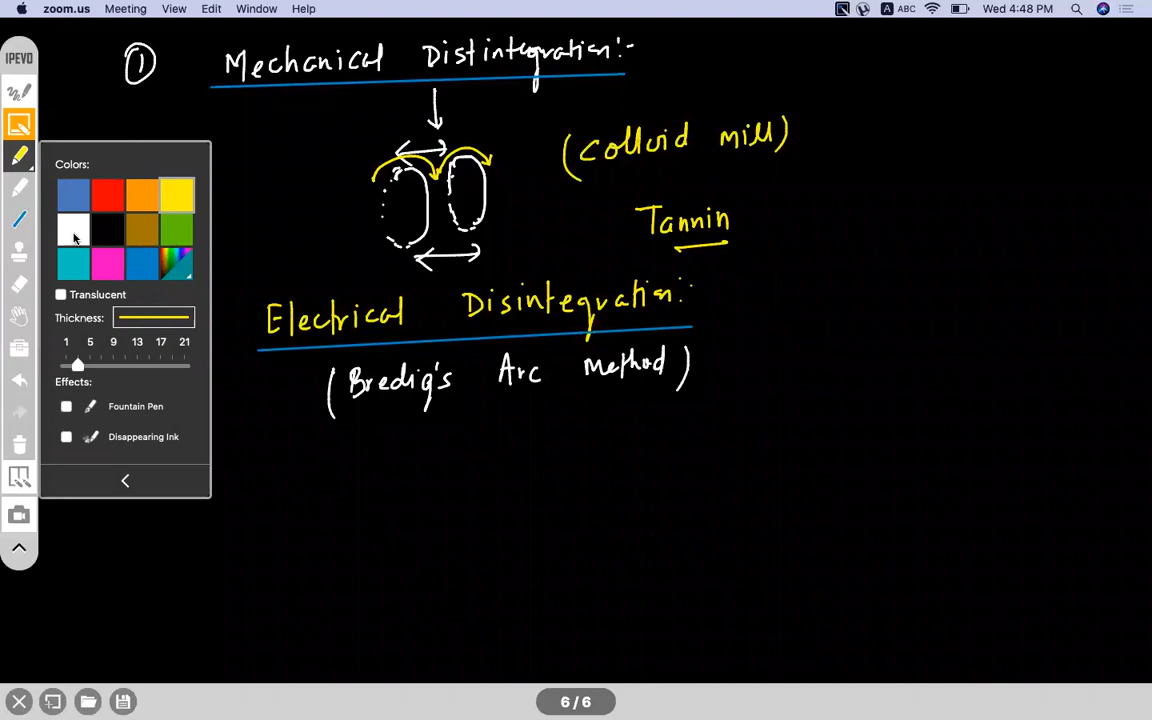 zoom.us Meeting View Edit Window Help A ABC Wed 4:48 PM
IPEVO
① Mechanical Distintegration:-
(colloid mill)
Tannin
Electrical Disintegration:-
(Bredig's Arc Method)
Colors:
Translucent
Thickness:
1 5 9 13 17 21
Effects:
Fountain Pen
Disappearing Ink
6/6